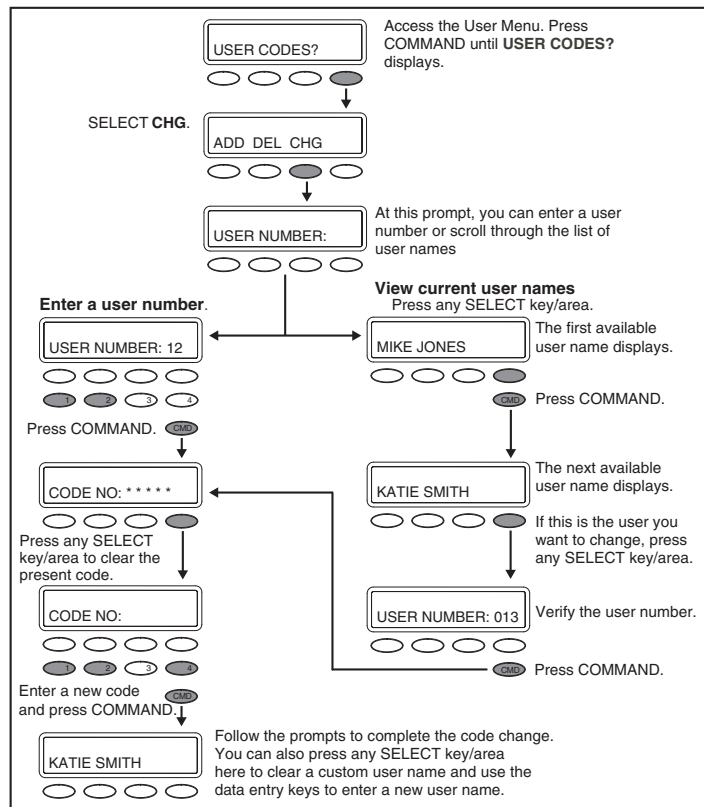 Access the User Menu. Press
COMMAND until USER CODES?
displays.
USER CODES?
SELECT CHG.
ADD DEL CHG
At this prompt, you can enter a user
number or scroll through the list of
user names
USER NUMBER:
Enter a user number.
USER NUMBER: 12
1 2 3 4
Press COMMAND. CMD
View current user names
Press any SELECT key/area.
MIKE JONES
The first available
user name displays.
CMD Press COMMAND.
CODE NO: * * * * *
Press any SELECT
key/area to clear the
present code.
KATIE SMITH
The next available
user name displays.
If this is the user you
want to change, press
any SELECT key/area.
CODE NO:
1 2 3 4
USER NUMBER: 013
Verify the user number.
CMD Press COMMAND.
Enter a new code
and press COMMAND.
CMD
KATIE SMITH
Follow the prompts to complete the code change.
You can also press any SELECT key/area
here to clear a custom user name and use the
data entry keys to enter a new user name.